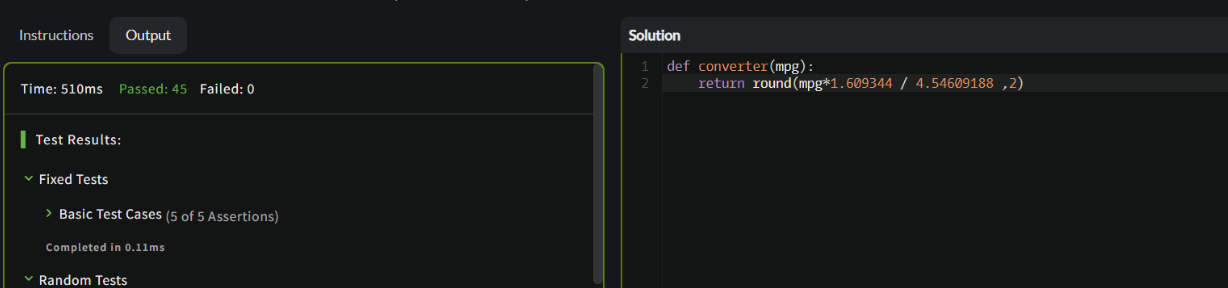 Instructions Output
Time: 510ms Passed: 45 Failed: 0
Test Results:
Fixed Tests
Basic Test Cases (5 of 5 Assertions)
Completed in 0.11ms
Random Tests
Solution
1 def converter(mpg):
2     return round(mpg*1.609344 / 4.54609188 ,2)